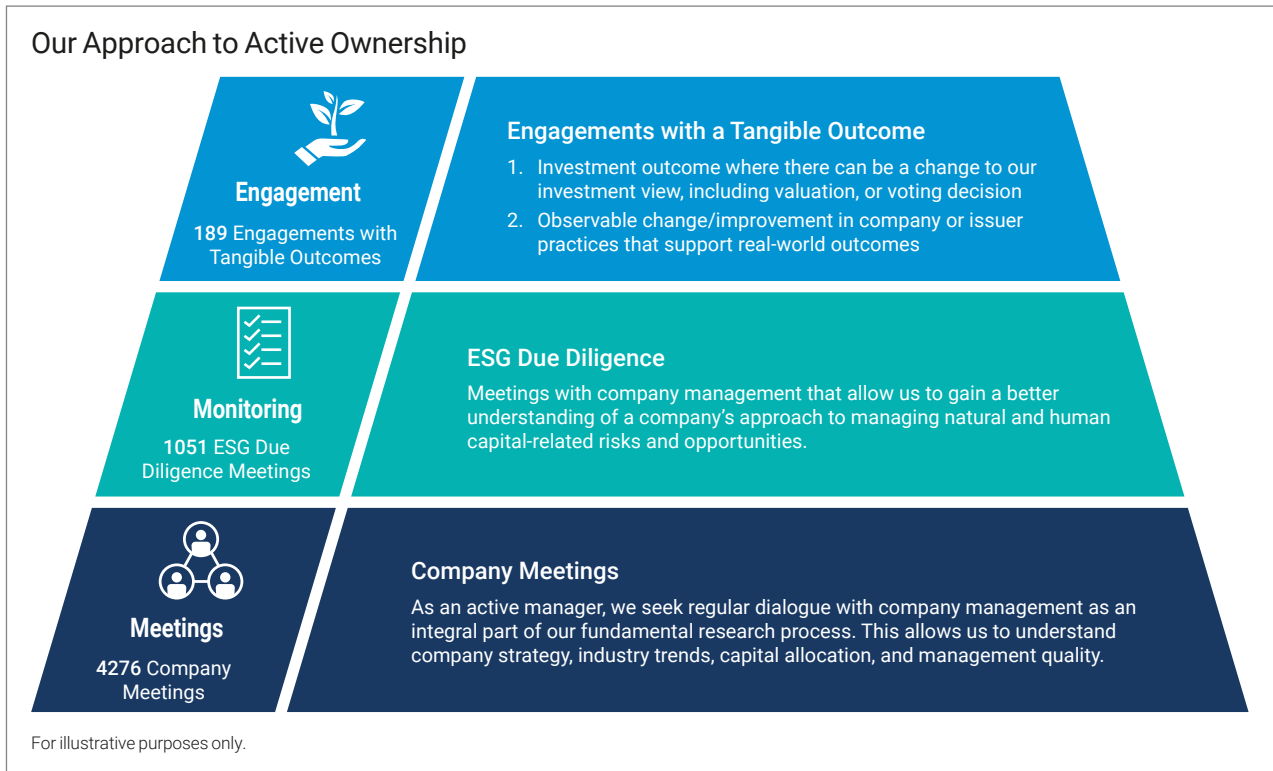 Our Approach to Active Ownership
Engagement
189 Engagements with
Tangible Outcomes
Engagements with a Tangible Outcome
1. Investment outcome where there can be a change to our
investment view, including valuation, or voting decision
2. Observable change/improvement in company or issuer
practices that support real-world outcomes
Monitoring
1051 ESG Due
Diligence Meetings
ESG Due Diligence
Meetings with company management that allow us to gain a better
understanding of a company’s approach to managing natural and human
capital-related risks and opportunities.
Meetings
4276 Company
Meetings
Company Meetings
As an active manager, we seek regular dialogue with company management as an
integral part of our fundamental research process. This allows us to understand
company strategy, industry trends, capital allocation, and management quality.
For illustrative purposes only.